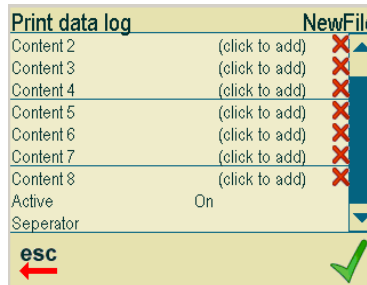 Print data log NewFile
Content 2 (click to add)
Content 3 (click to add)
Content 4 (click to add)
Content 5 (click to add)
Content 6 (click to add)
Content 7 (click to add)
Content 8 (click to add)
Active On
Seperator
esc